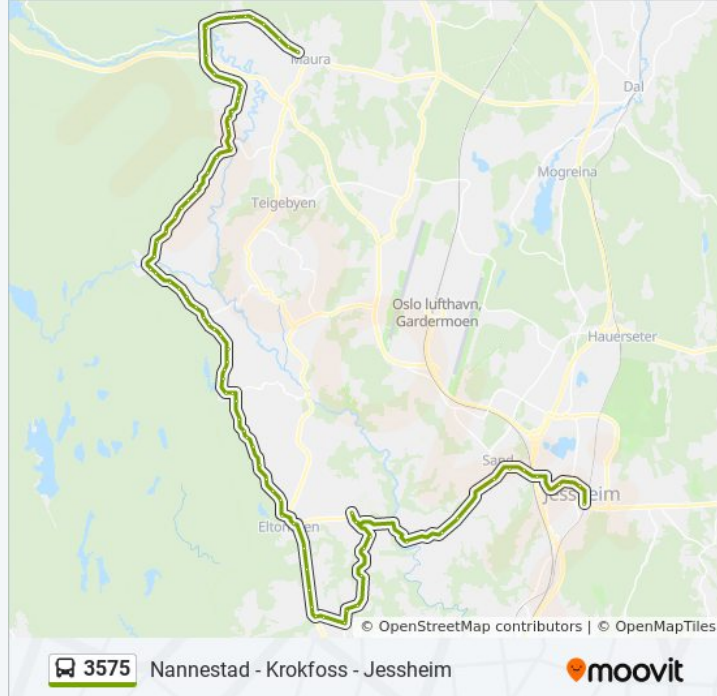 Maura
Dal
Mogreina
Teigebyen
Oslo lufthavn,
Gardermoen
Hauerseter
Sand
Jessheim
© OpenStreetMap contributors | © OpenMapTiles
3575 Nannestad - Krokfoss - Jessheim
moovit